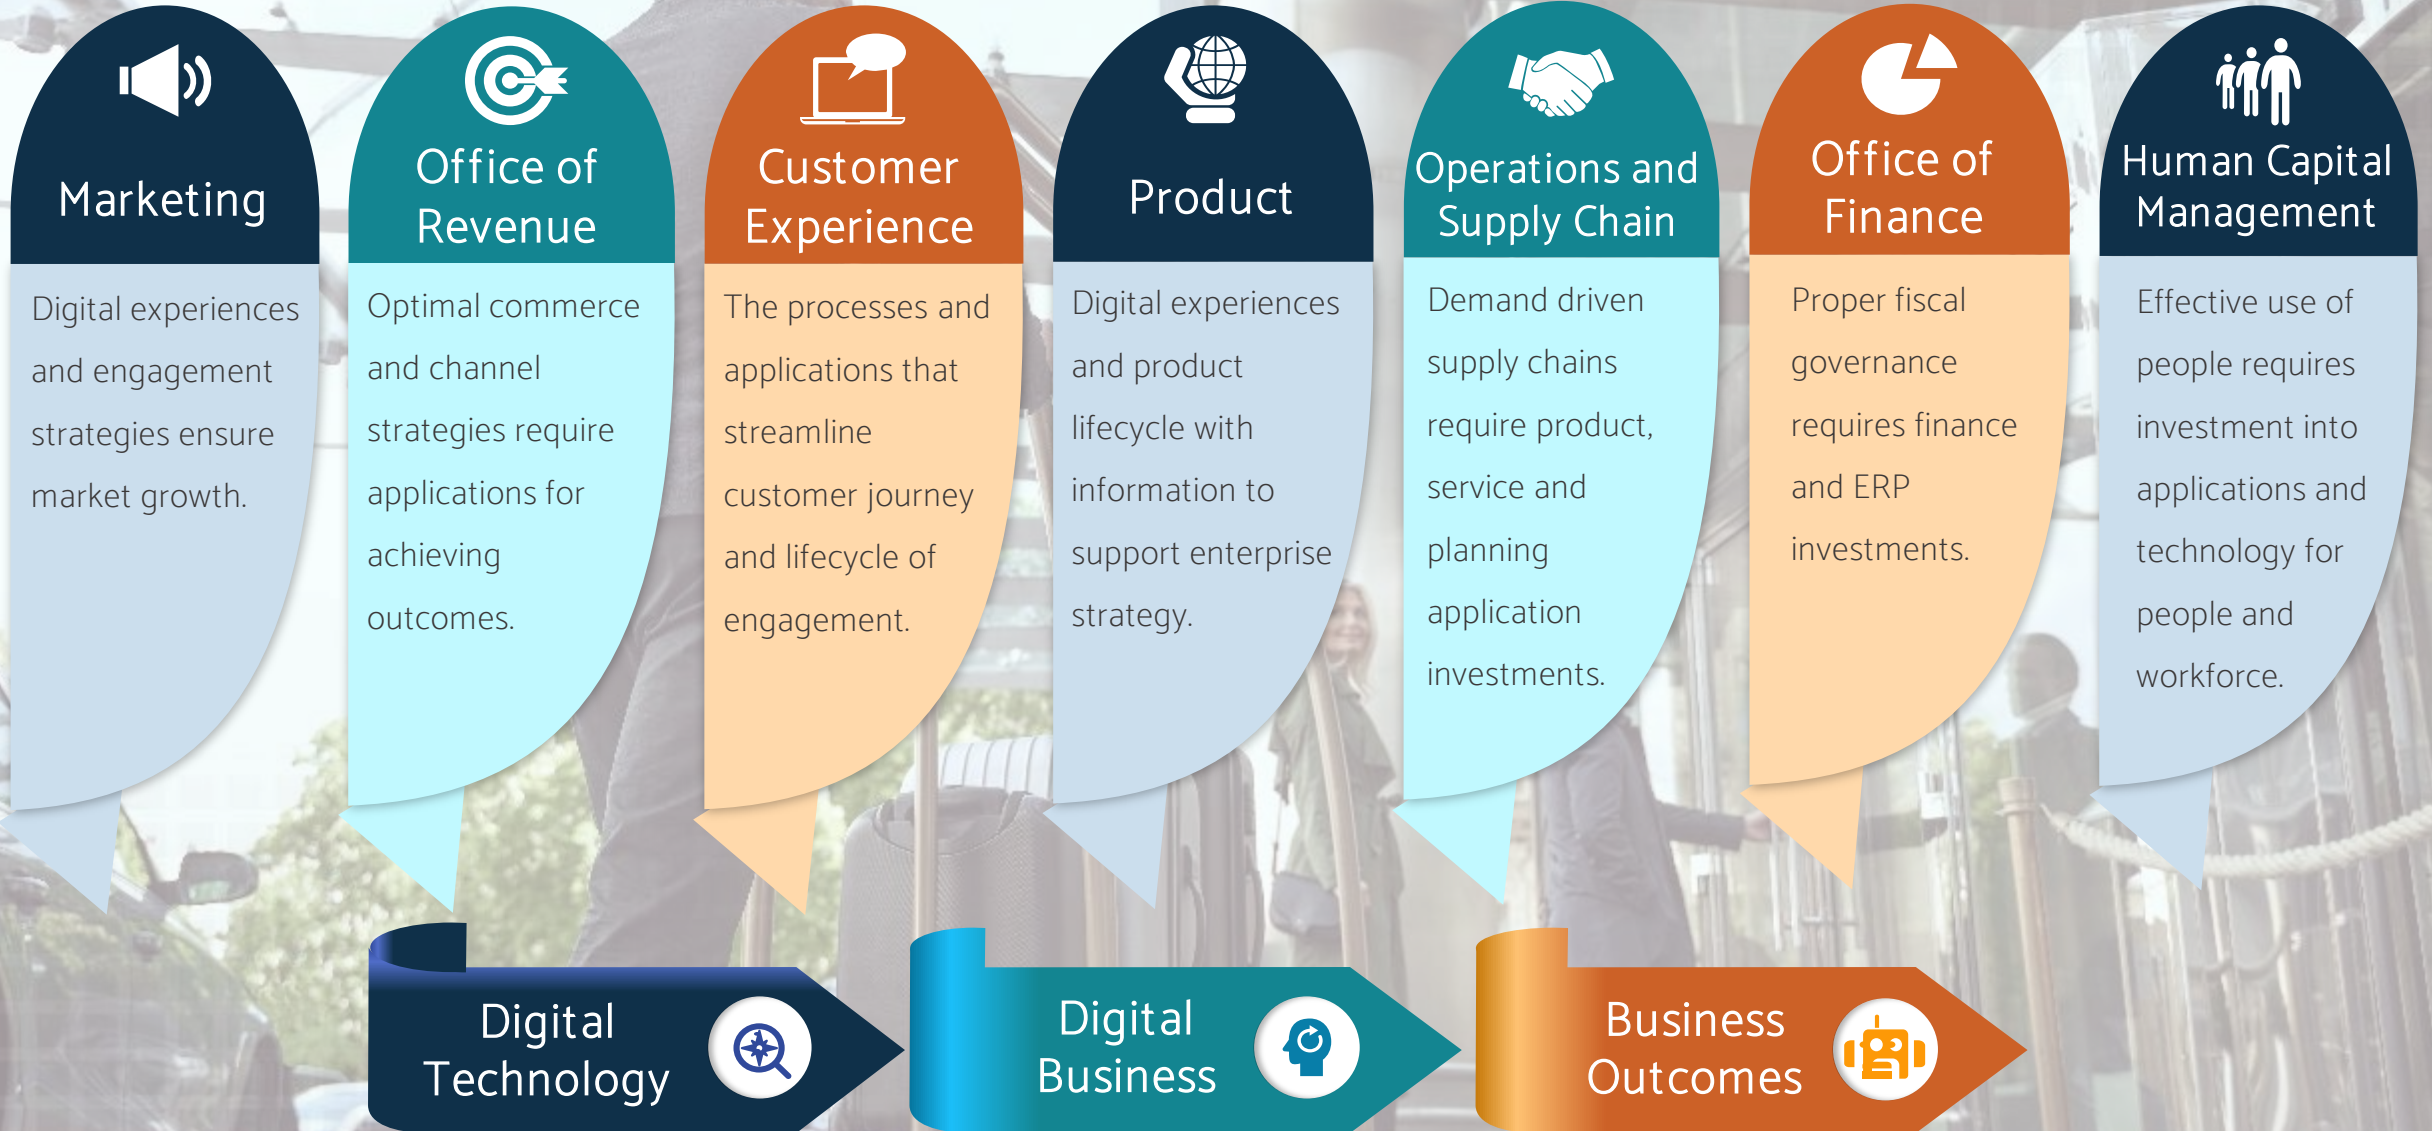 Marketing
Digital experiences
and engagement
strategies ensure
market growth.
Office of
Revenue
Optimal commerce
and channel
strategies require
applications for
achieving
outcomes.
Customer
Experience
The processes and
applications that
streamline
customer journey
and lifecycle of
engagement.
Product
Digital experiences
and product
lifecycle with
information to
support enterprise
strategy.
Operations and
Supply Chain
Demand driven
supply chains
require product,
service and
planning
application
investments.
Office of
Finance
Proper fiscal
governance
requires finance
and ERP
investments.
Human Capital
Management
Effective use of
people requires
investment into
applications and
technology for
people and
workforce.
Digital
Technology
Digital
Business
Business
Outcomes